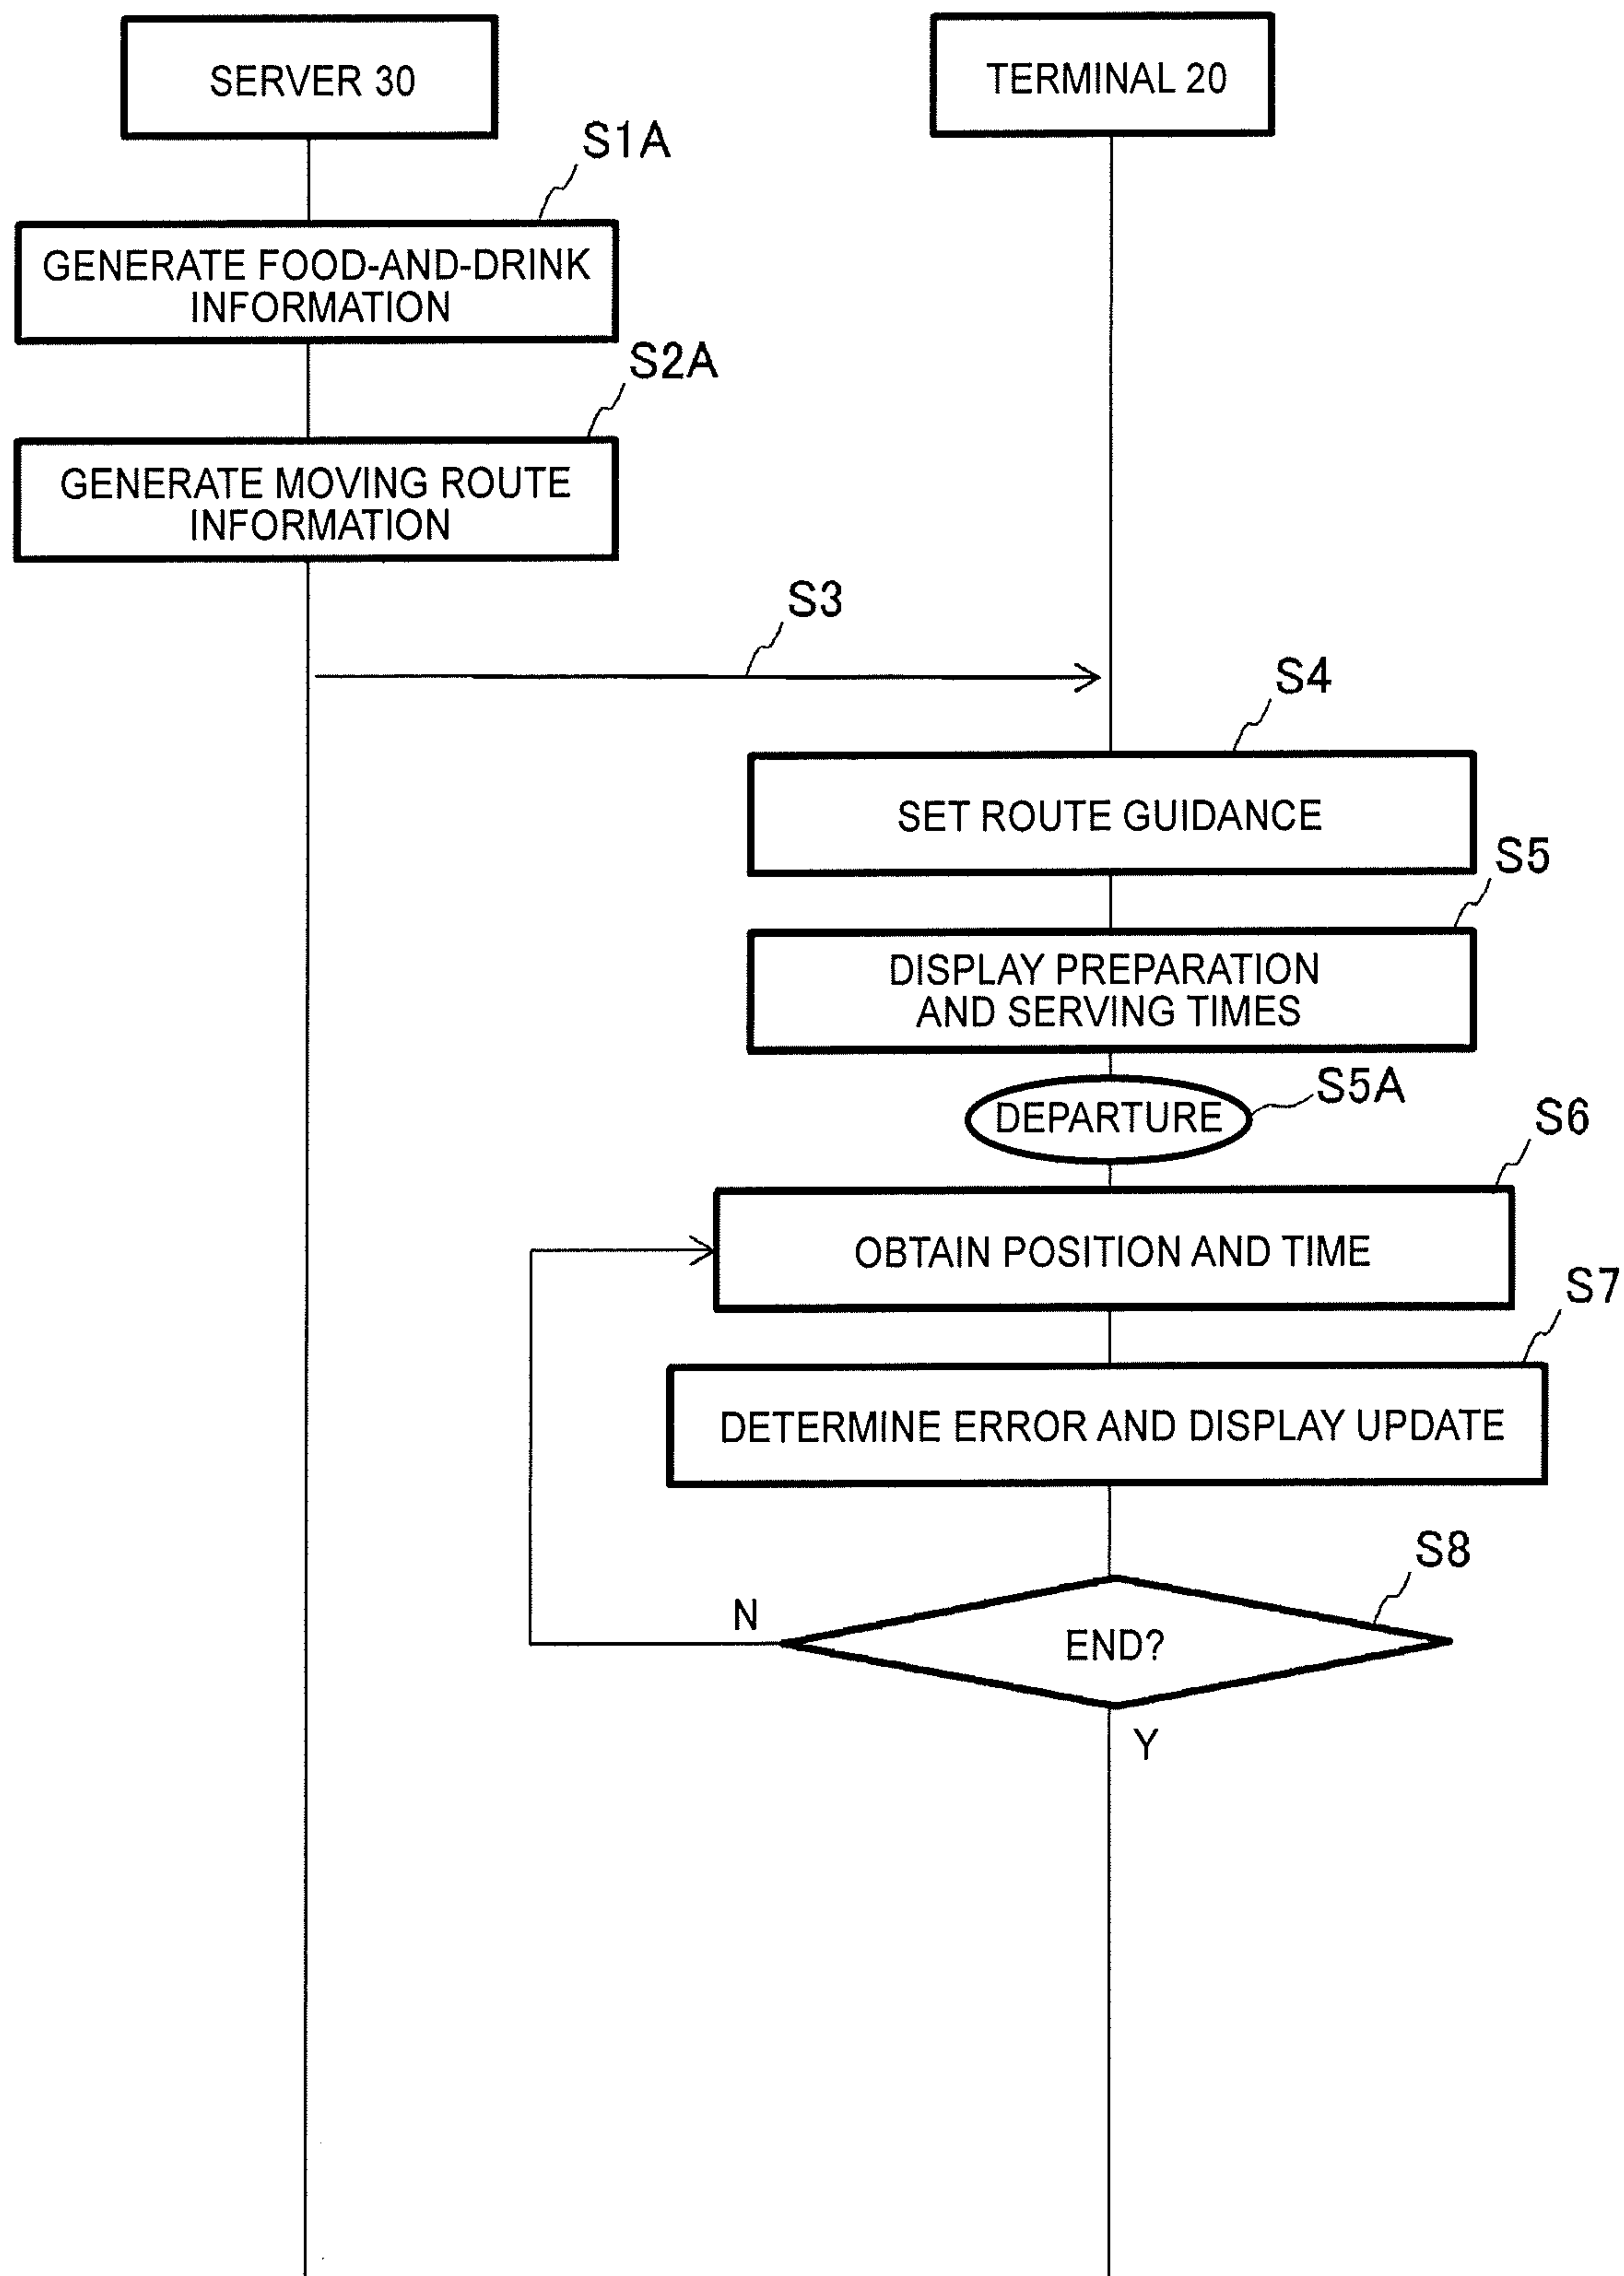 SERVER 30
TERMINAL 20
S1A
GENERATE FOOD-AND-DRINK
INFORMATION
S2A
GENERATE MOVING ROUTE
INFORMATION
S3
S4
SET ROUTE GUIDANCE
S5
DISPLAY PREPARATION
AND SERVING TIMES
DEPARTURE
S5A
S6
OBTAIN POSITION AND TIME
S7
DETERMINE ERROR AND DISPLAY UPDATE
S8
N
END?
Y